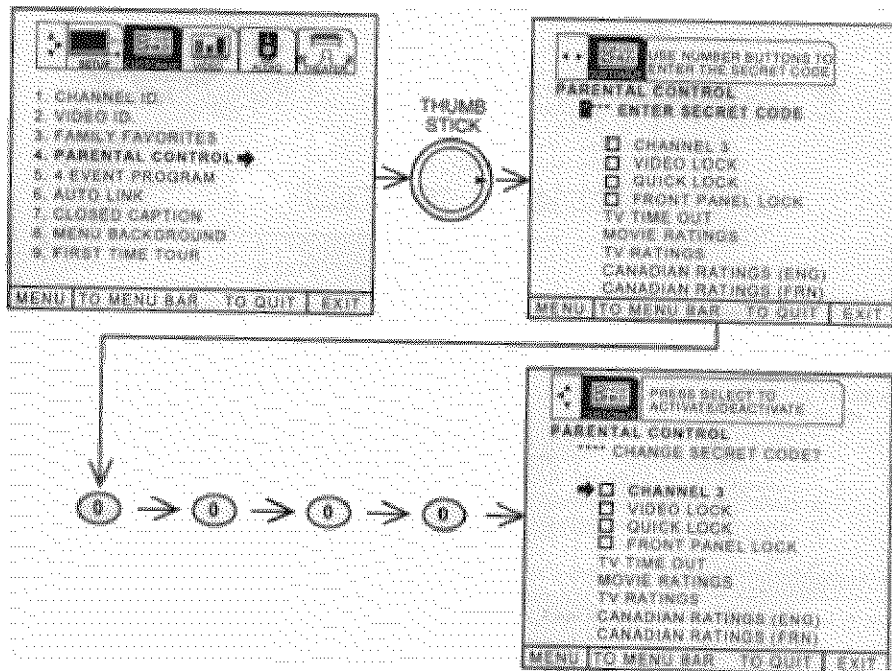 SETUP
1. CHANNEL ID
2. VIDEO ID
3. FAMILY FAVORITES
4. PARENTAL CONTROL
5. 4 EVENT PROGRAM
6. AUTO LINK
7. CLOSED CAPTION
8. MENU BACKGROUND
9. FIRST TIME TOUR
MENU TO MENU BAR TO QUIT EXIT
THUMB
STICK
USE NUMBER BUTTONS TO
ENTER THE SECRET CODE
PARENTAL CONTROL
ENTER SECRET CODE
CHANNEL 3
VIDEO LOCK
QUICK LOCK
FRONT PANEL LOCK
TV TIME OUT
MOVIE RATINGS
TV RATINGS
CANADIAN RATINGS (ENG)
CANADIAN RATINGS (FRN)
MENU TO MENU BAR TO QUIT EXIT
0 0 0 0
PRESS SELECT TO
ACTIVATE/DEACTIVATE
PARENTAL CONTROL
**** CHANGE SECRET CODE?
CHANNEL 3
VIDEO LOCK
QUICK LOCK
FRONT PANEL LOCK
TV TIME OUT
MOVIE RATINGS
TV RATINGS
CANADIAN RATINGS (ENG)
CANADIAN RATINGS (FRN)
MENU TO MENU BAR TO QUIT EXIT